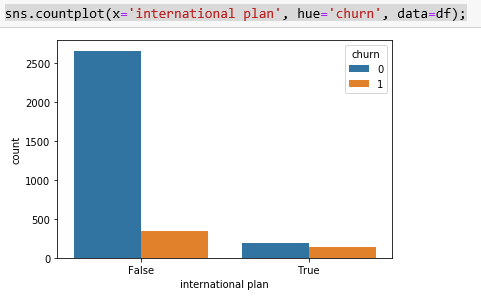 sns.countplot(x='international plan', hue='churn', data=df);
churn
0
1
2500
2000
1500
1000
500
0
count
False
True
international plan